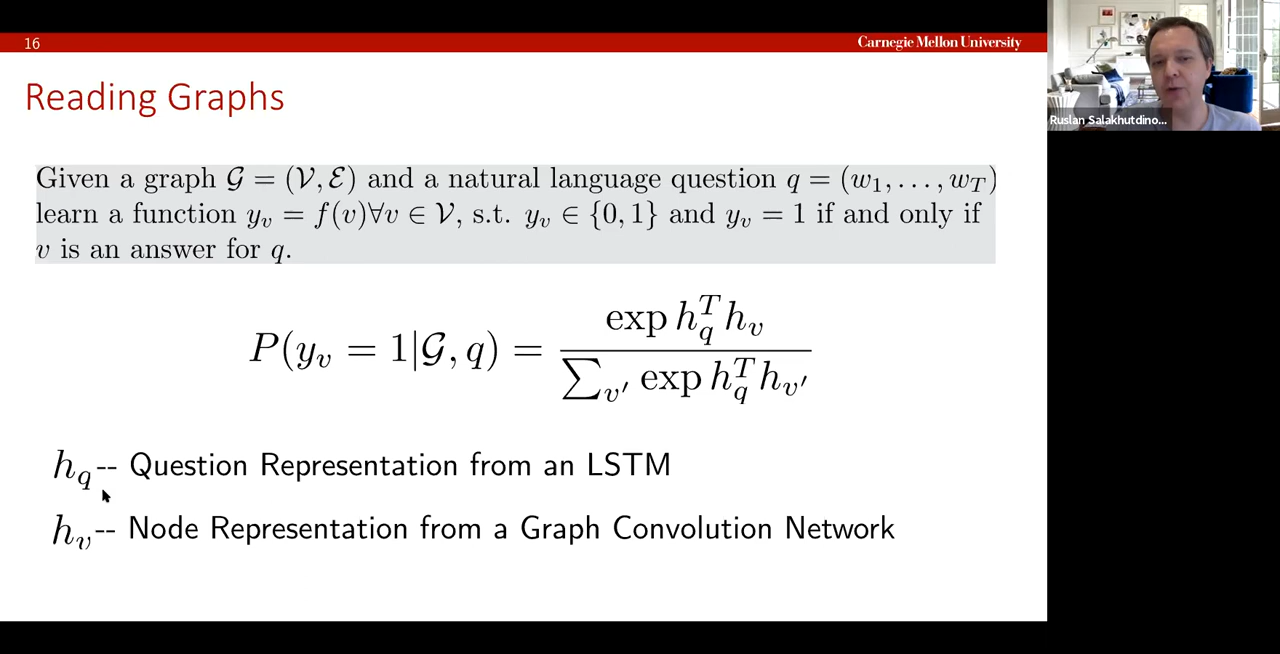 16
Carnegie Mellon University
Reading Graphs
Given a graph 𝒢 = (𝒱, ℰ) and a natural language question q = (w₁, . . . , w_T)
learn a function y_v = f(v)∀v ∈ 𝒱, s.t. y_v ∈ {0, 1} and y_v = 1 if and only if
v is an answer for q.
P(y_v = 1|𝒢, q) = \frac{exp h_q^T h_v}{∑_{v'} exp h_q^T h_{v'}}
h_q -- Question Representation from an LSTM
h_v -- Node Representation from a Graph Convolution Network
Ruslan Salakhutdino...